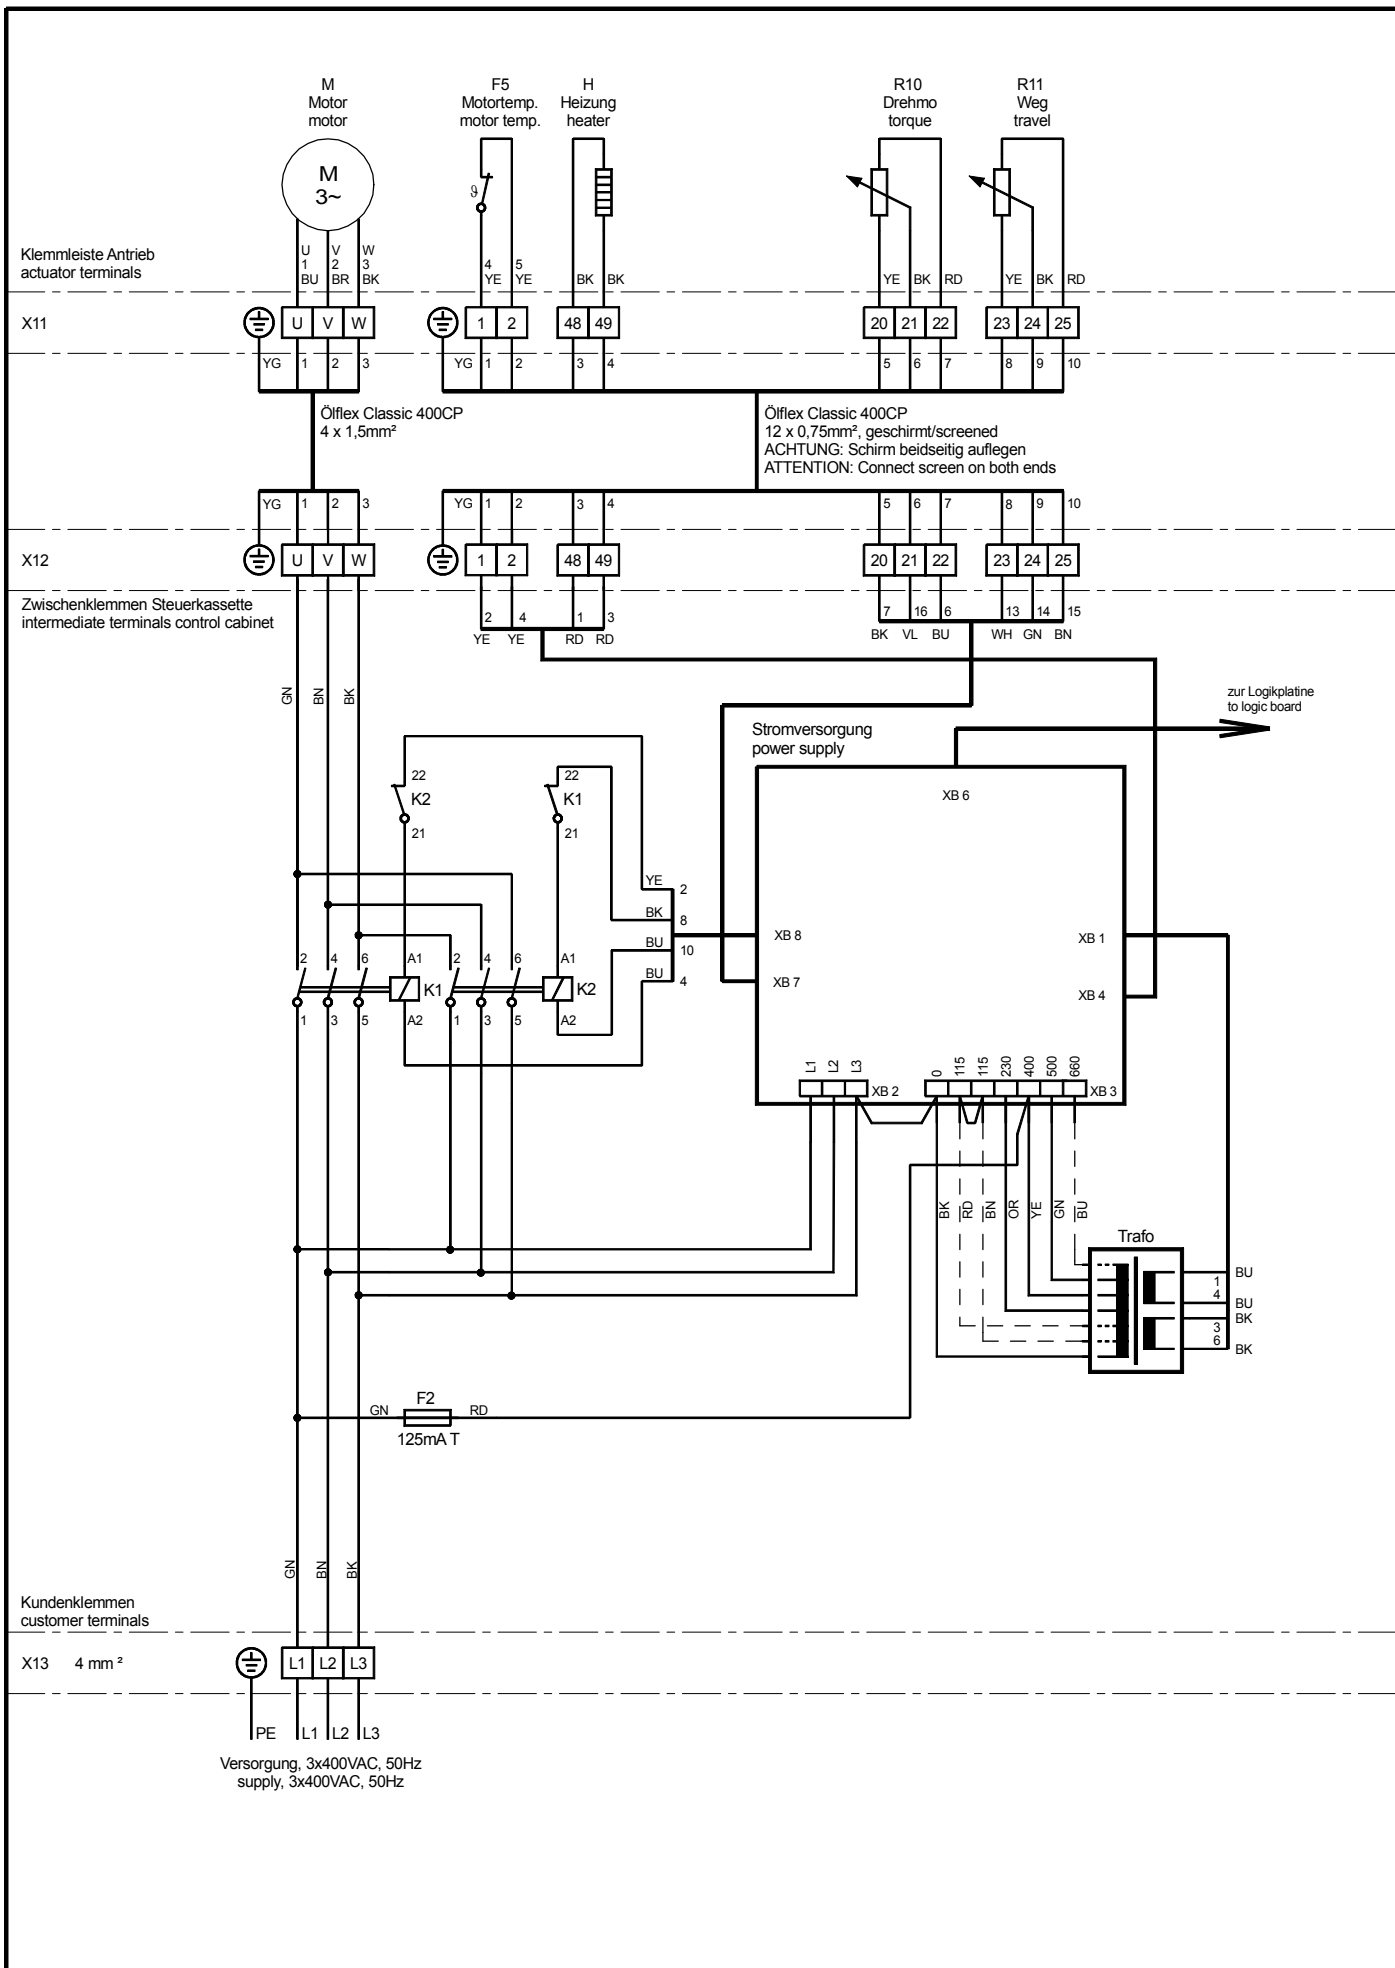 M
Motor
motor
F5
Motortemp.
motor temp.
H
Heizung
heater
R10
Drehmo
torque
R11
Weg
travel
M
3~
ϑ
Klemmleiste Antrieb
actuator terminals
U V W
1 2 3
BU BR BK
4 5
YE YE
BK BK
YE BK RD
YE BK RD
X11
U V W
1 2
48 49
20 21 22
23 24 25
YG 1 2 3
YG 1 2 3 4
5 6 7 8 9 10
Ölflex Classic 400CP
4 x 1,5mm²
Ölflex Classic 400CP
12 x 0,75mm², geschirmt/screened
ACHTUNG: Schirm beidseitig auflegen
ATTENTION: Connect screen on both ends
YG 1 2 3
YG 1 2 3 4
5 6 7 8 9 10
X12
U V W
1 2
48 49
20 21 22
23 24 25
Zwischenklemmen Steuerkassette
intermediate terminals control cabinet
2 4 1 3
YE YE RD RD
7 16 6 13 14 15
BK VL BU WH GN BN
GN BN BK
zur Logikplatine
to logic board
Stromversorgung
power supply
22
K2
21
22
K1
21
XB 6
YE 2
BK 8
BU 10
BU 4
XB 8
XB 7
XB 1
XB 4
2 4 6 A1
K1
1 3 5 A2
2 4 6 A1
K2
1 3 5 A2
L1 L2 L3
XB 2
0 115 115 230 400 500 660
XB 3
BK RD BN OR YE GN BU
Trafo
BU
1
4
BU
BK
3
6
BK
F2
GN RD
125mA T
GN BN BK
Kundenklemmen
customer terminals
X13 4 mm ²
L1 L2 L3
PE L1 L2 L3
Versorgung, 3x400VAC, 50Hz
supply, 3x400VAC, 50Hz